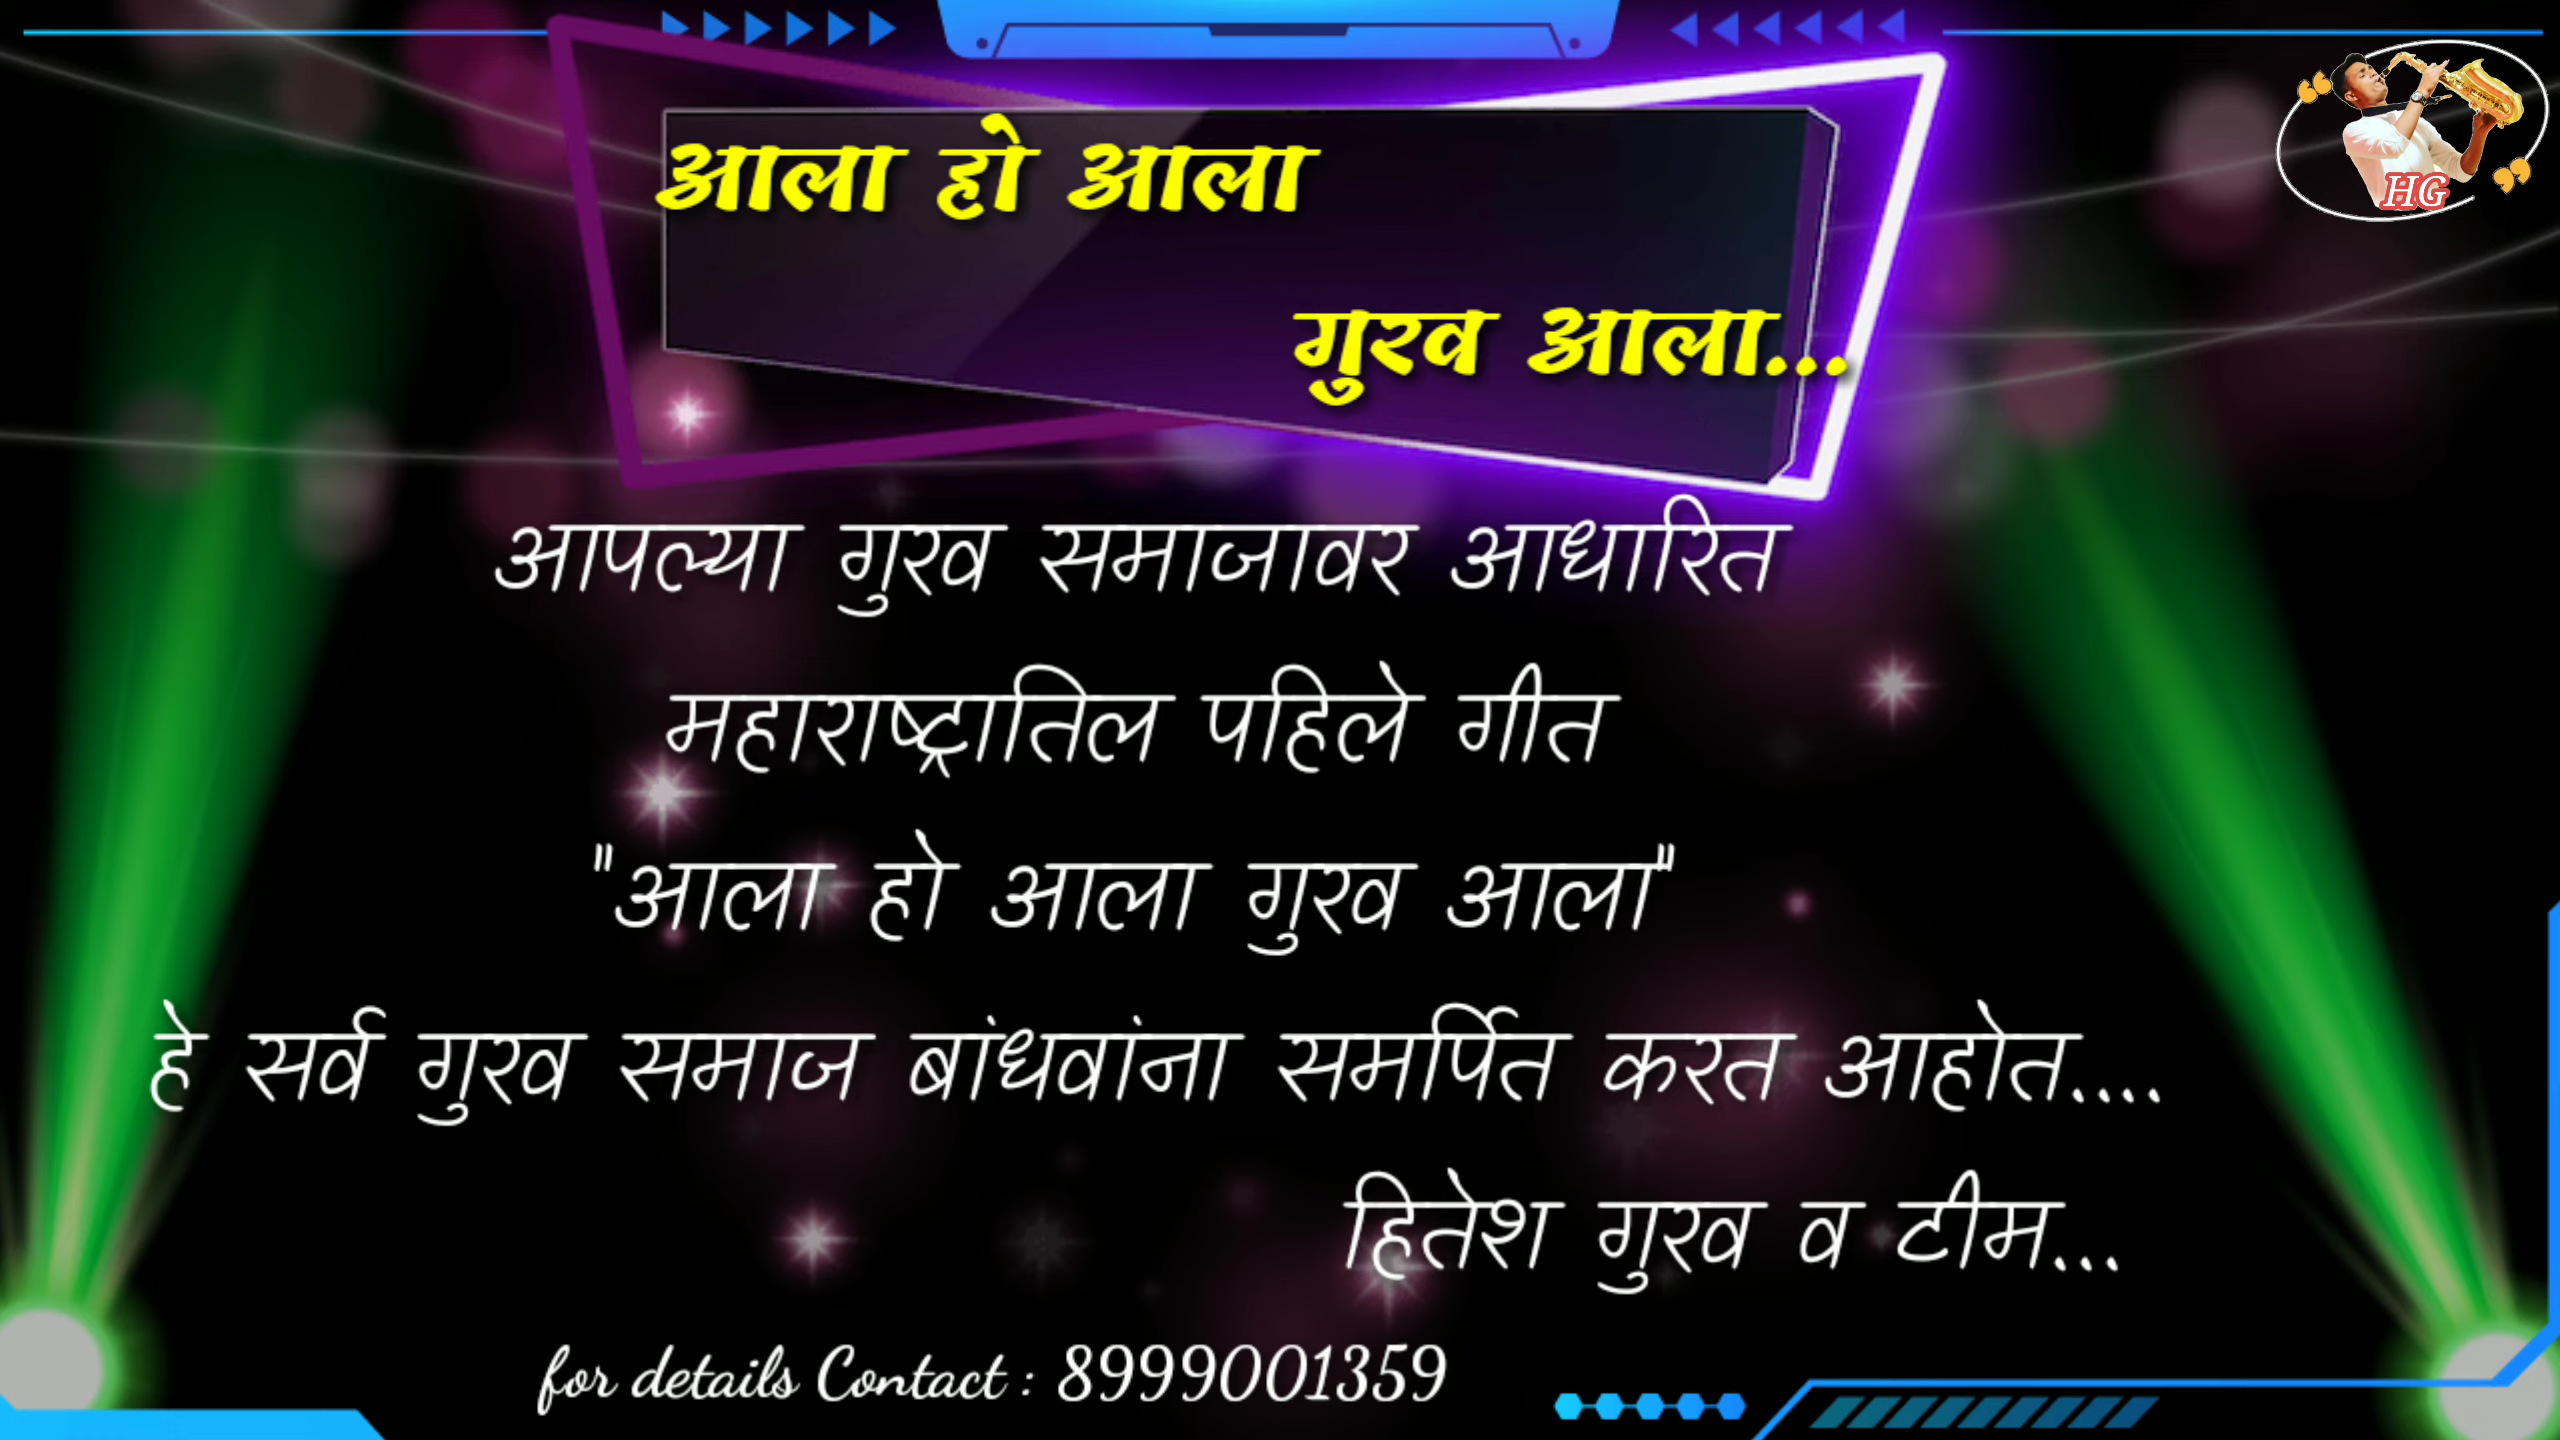 आला हो आला
गुरव आला...
HG
आपल्या गुरव समाजावर आधारित
महाराष्ट्रातिल पहिले गीत
"आला हो आला गुरव आला"
हे सर्व गुरव समाज बांधवांना समर्पित करत आहोत....
हितेश गुरव व टीम...
for details Contact : 8999001359